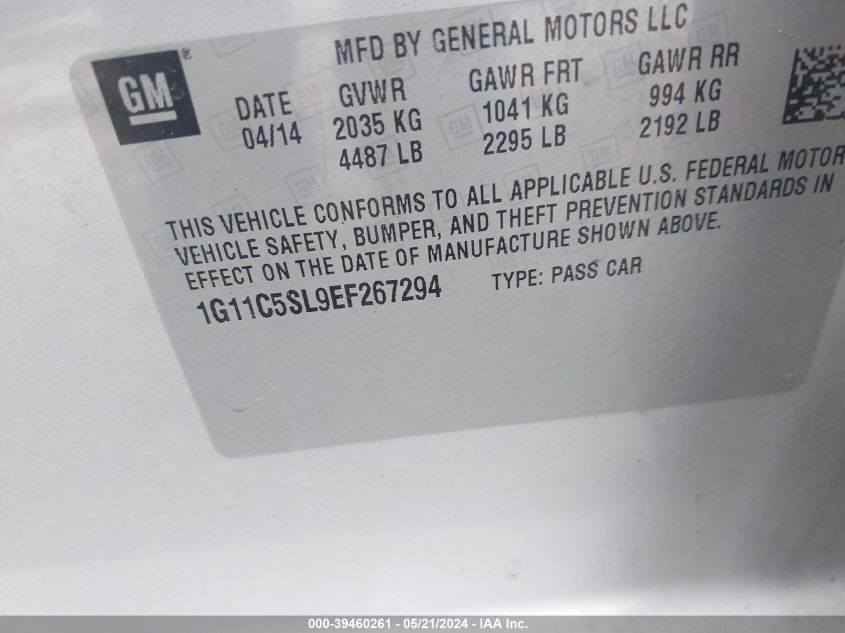 MFD BY GENERAL MOTORS LLC
GM
DATE GVWR GAWR FRT GAWR RR
04/14 2035 KG 1041 KG 994 KG
4487 LB 2295 LB 2192 LB
THIS VEHICLE CONFORMS TO ALL APPLICABLE U.S. FEDERAL MOTOR
VEHICLE SAFETY, BUMPER, AND THEFT PREVENTION STANDARDS IN
EFFECT ON THE DATE OF MANUFACTURE SHOWN ABOVE.
1G11C5SL9EF267294 TYPE: PASS CAR
000-39460261 - 05/21/2024 - IAA Inc.